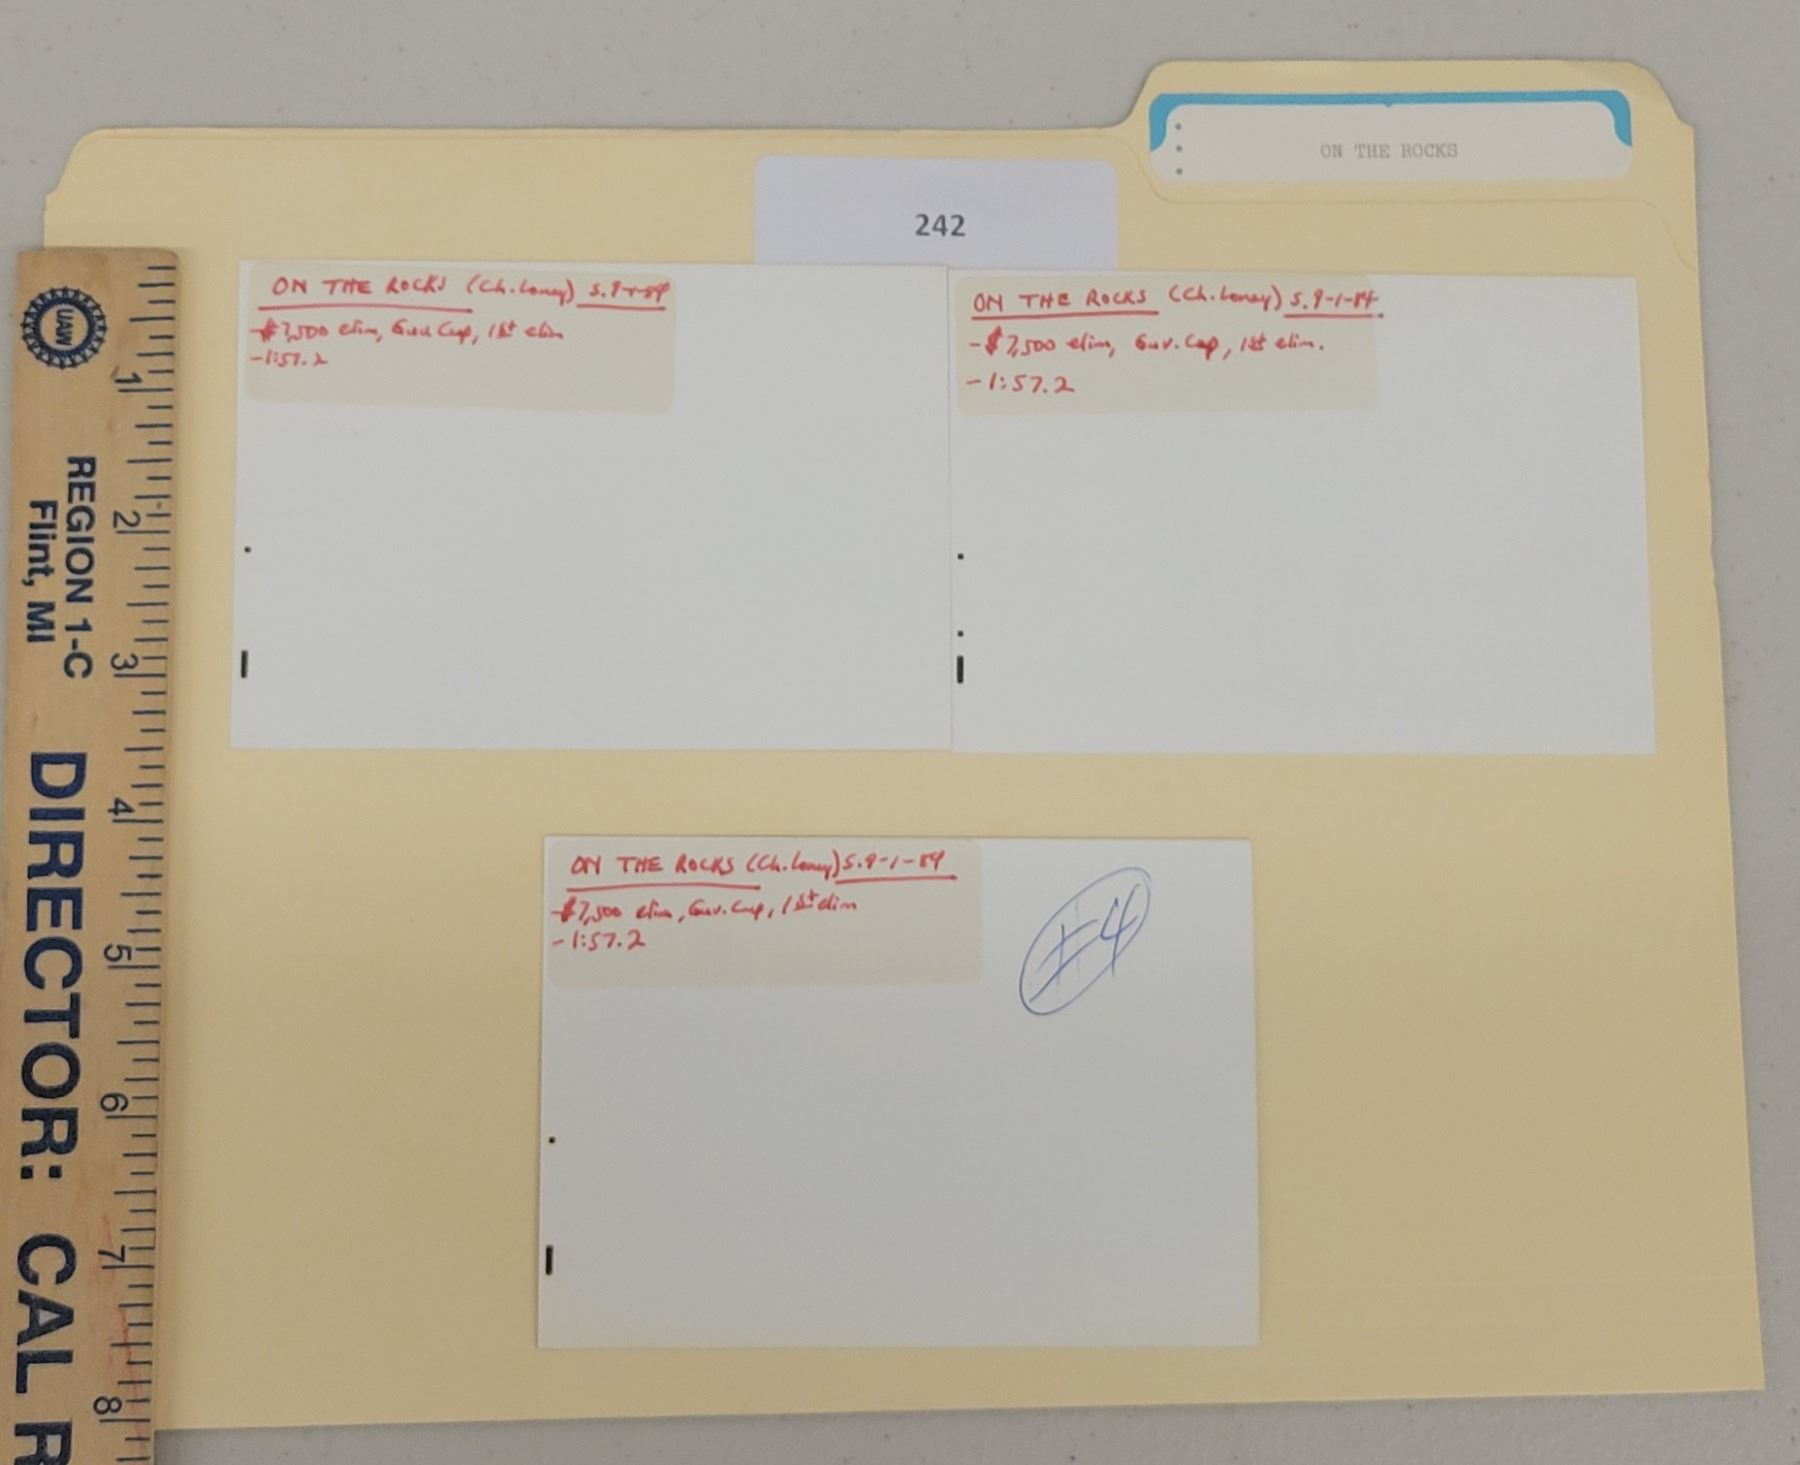 ON THE ROCKS
242
ON THE ROCKS (Ch. Loney) S. 9-1-84
- $7,500 elim, Guv. Cup, 1st elim
- 1:57.2
ON THE ROCKS (Ch. Loney) S. 9-1-84
- $7,500 elim, Guv. Cup, 1st elim.
- 1:57.2
ON THE ROCKS (Ch. Loney) S. 9-1-84
- $7,500 elim, Guv. Cup, 1st elim
- 1:57.2
#4
UAW
REGION 1-C
Flint, MI
DIRECTOR: CAL R
1
2
3
4
5
6
7
8